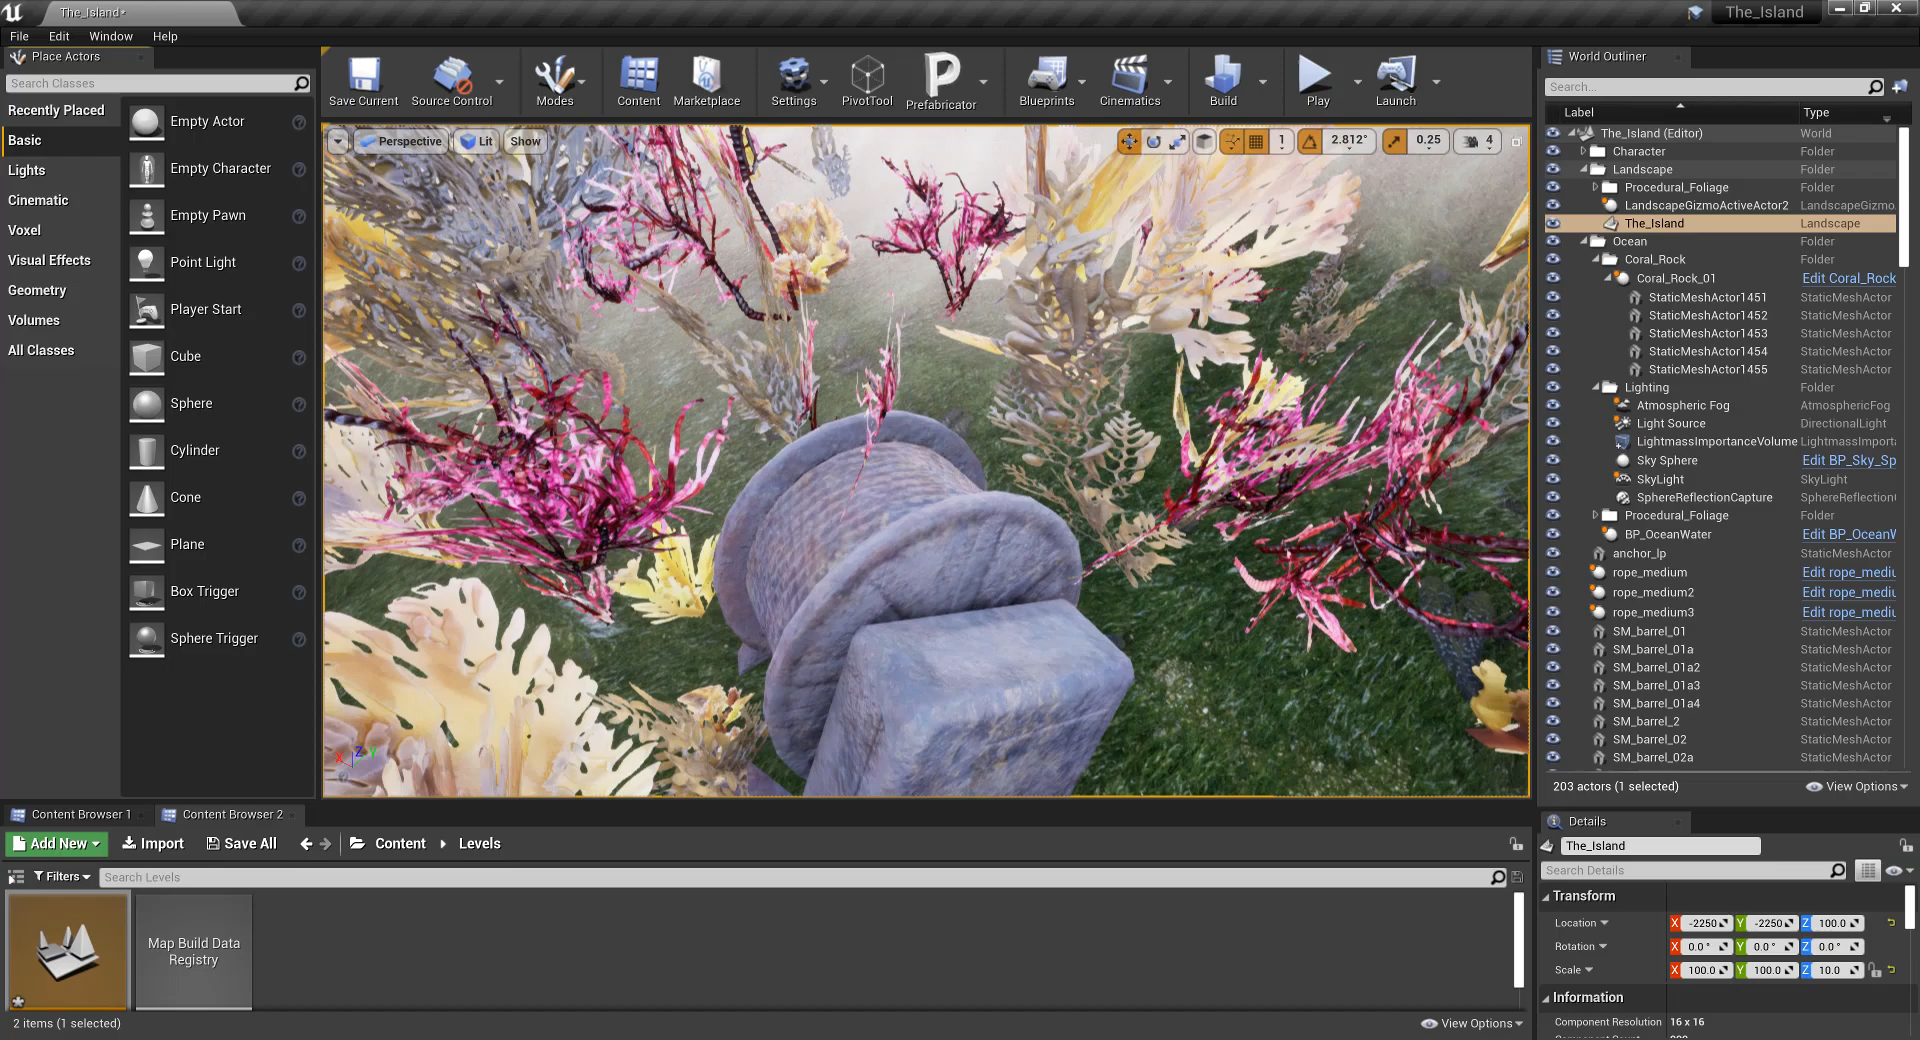 The_Island•
The_Island
File Edit Window Help
Place Actors
Search Classes
Recently Placed
Basic
Lights
Cinematic
Voxel
Visual Effects
Geometry
Volumes
All Classes
Empty Actor
Empty Character
Empty Pawn
Point Light
Player Start
Cube
Sphere
Cylinder
Cone
Plane
Box Trigger
Sphere Trigger
Save Current Source Control Modes Content Marketplace Settings PivotTool Prefabricator Blueprints Cinematics Build Play Launch
Perspective Lit Show
1 2.812° 0.25 4
X Z Y
World Outliner
Search...
Label Type
The_Island (Editor) World
Character Folder
Landscape Folder
Procedural_Foliage Folder
LandscapeGizmoActiveActor2 LandscapeGizmo
The_Island Landscape
Ocean Folder
Coral_Rock Folder
Coral_Rock_01 Edit Coral_Rock
StaticMeshActor1451 StaticMeshActor
StaticMeshActor1452 StaticMeshActor
StaticMeshActor1453 StaticMeshActor
StaticMeshActor1454 StaticMeshActor
StaticMeshActor1455 StaticMeshActor
Lighting Folder
Atmospheric Fog AtmosphericFog
Light Source DirectionalLight
LightmassImportanceVolume LightmassImporta
Sky Sphere Edit BP_Sky_Sp
SkyLight SkyLight
SphereReflectionCapture SphereReflection
Procedural_Foliage Folder
BP_OceanWater Edit BP_OceanW
anchor_lp StaticMeshActor
rope_medium Edit rope_mediu
rope_medium2 Edit rope_mediu
rope_medium3 Edit rope_mediu
SM_barrel_01 StaticMeshActor
SM_barrel_01a StaticMeshActor
SM_barrel_01a2 StaticMeshActor
SM_barrel_01a3 StaticMeshActor
SM_barrel_01a4 StaticMeshActor
SM_barrel_2 StaticMeshActor
SM_barrel_02 StaticMeshActor
SM_barrel_02a StaticMeshActor
203 actors (1 selected) View Options
Content Browser 1 Content Browser 2
Add New Import Save All Content Levels
Filters Search Levels
Map Build Data
Registry
2 items (1 selected) View Options
Details
The_Island
Search Details
Transform
Location X -2250 Y -2250 Z 100.0
Rotation X 0.0° Y 0.0° Z 0.0°
Scale X 100.0 Y 100.0 Z 10.0
Information
Component Resolution 16 x 16